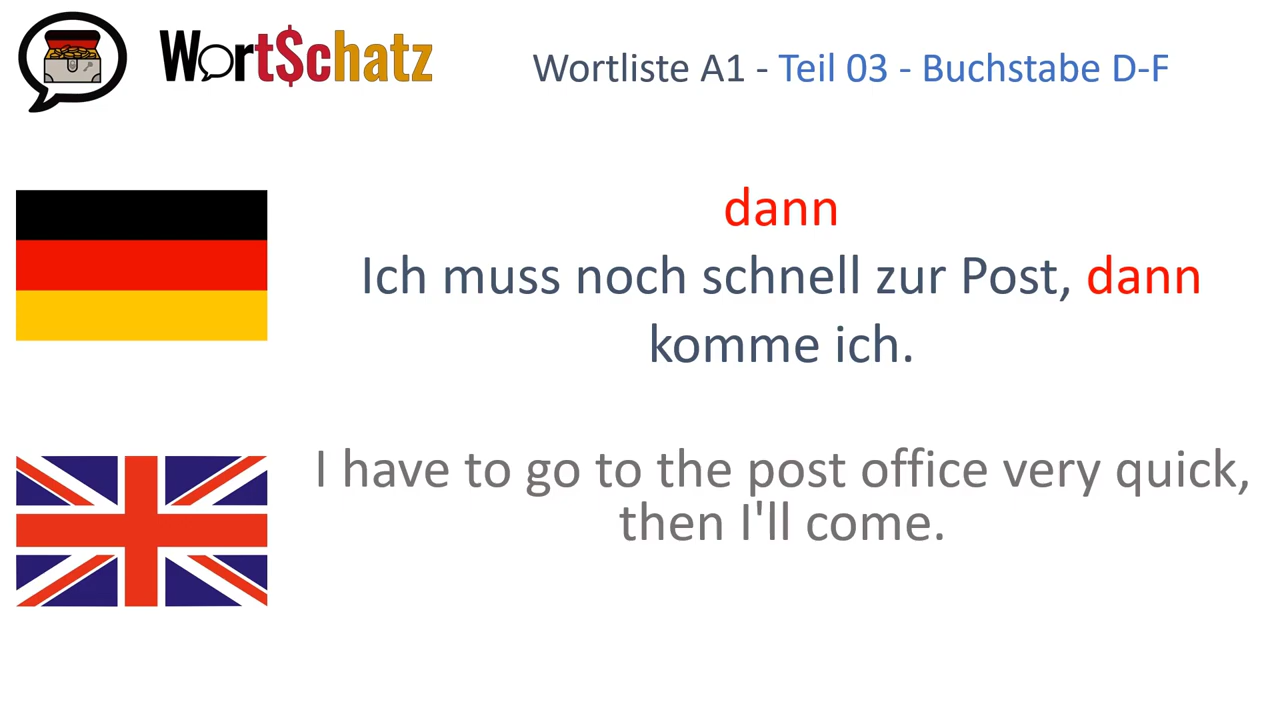 WortSchatz
Wortliste A1 - Teil 03 - Buchstabe D-F
dann
Ich muss noch schnell zur Post, dann
komme ich.
I have to go to the post office very quick,
then I'll come.